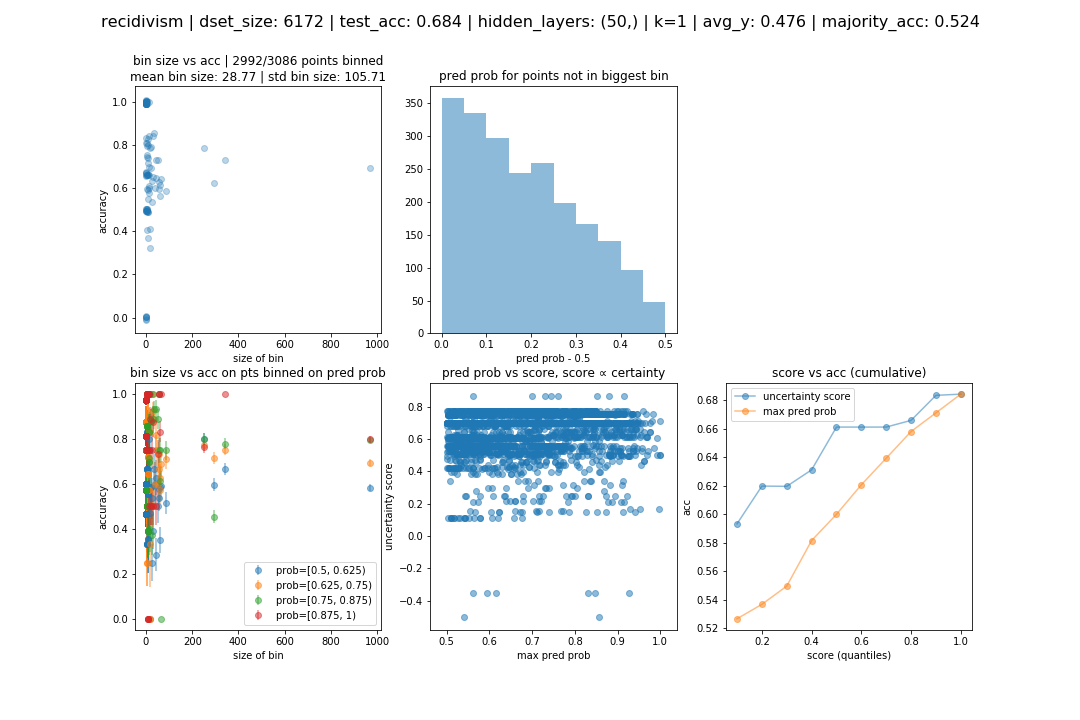 recidivism | dset_size: 6172 | test_acc: 0.684 | hidden_layers: (50,) | k=1 | avg_y: 0.476 | majority_acc: 0.524
bin size vs acc | 2992/3086 points binned
mean bin size: 28.77 | std bin size: 105.71
1.0
0.8
0.6
0.4
0.2
0.0
accuracy
0 200 400 600 800 1000
size of bin
pred prob for points not in biggest bin
350
300
250
200
150
100
50
0
0.0 0.1 0.2 0.3 0.4 0.5
pred prob - 0.5
bin size vs acc on pts binned on pred prob
1.0
0.8
0.6
0.4
0.2
0.0
accuracy
prob=[0.5, 0.625)
prob=[0.625, 0.75)
prob=[0.75, 0.875)
prob=[0.875, 1)
0 200 400 600 800 1000
size of bin
pred prob vs score, score ∝ certainty
0.8
0.6
0.4
0.2
0.0
−0.2
−0.4
uncertainty score
0.5 0.6 0.7 0.8 0.9 1.0
max pred prob
score vs acc (cumulative)
uncertainty score
max pred prob
0.68
0.66
0.64
0.62
0.60
0.58
0.56
0.54
0.52
acc
0.2 0.4 0.6 0.8 1.0
score (quantiles)